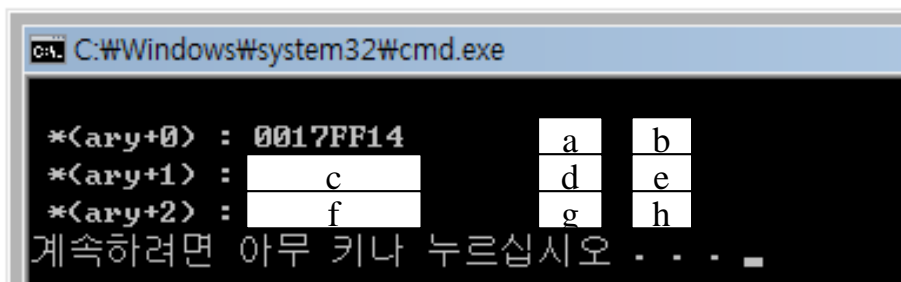 C:₩Windows₩system32₩cmd.exe
*(ary+0) : 0017FF14 a b
*(ary+1) : c d e
*(ary+2) : f g h
계속하려면 아무 키나 누르십시오 . . . _